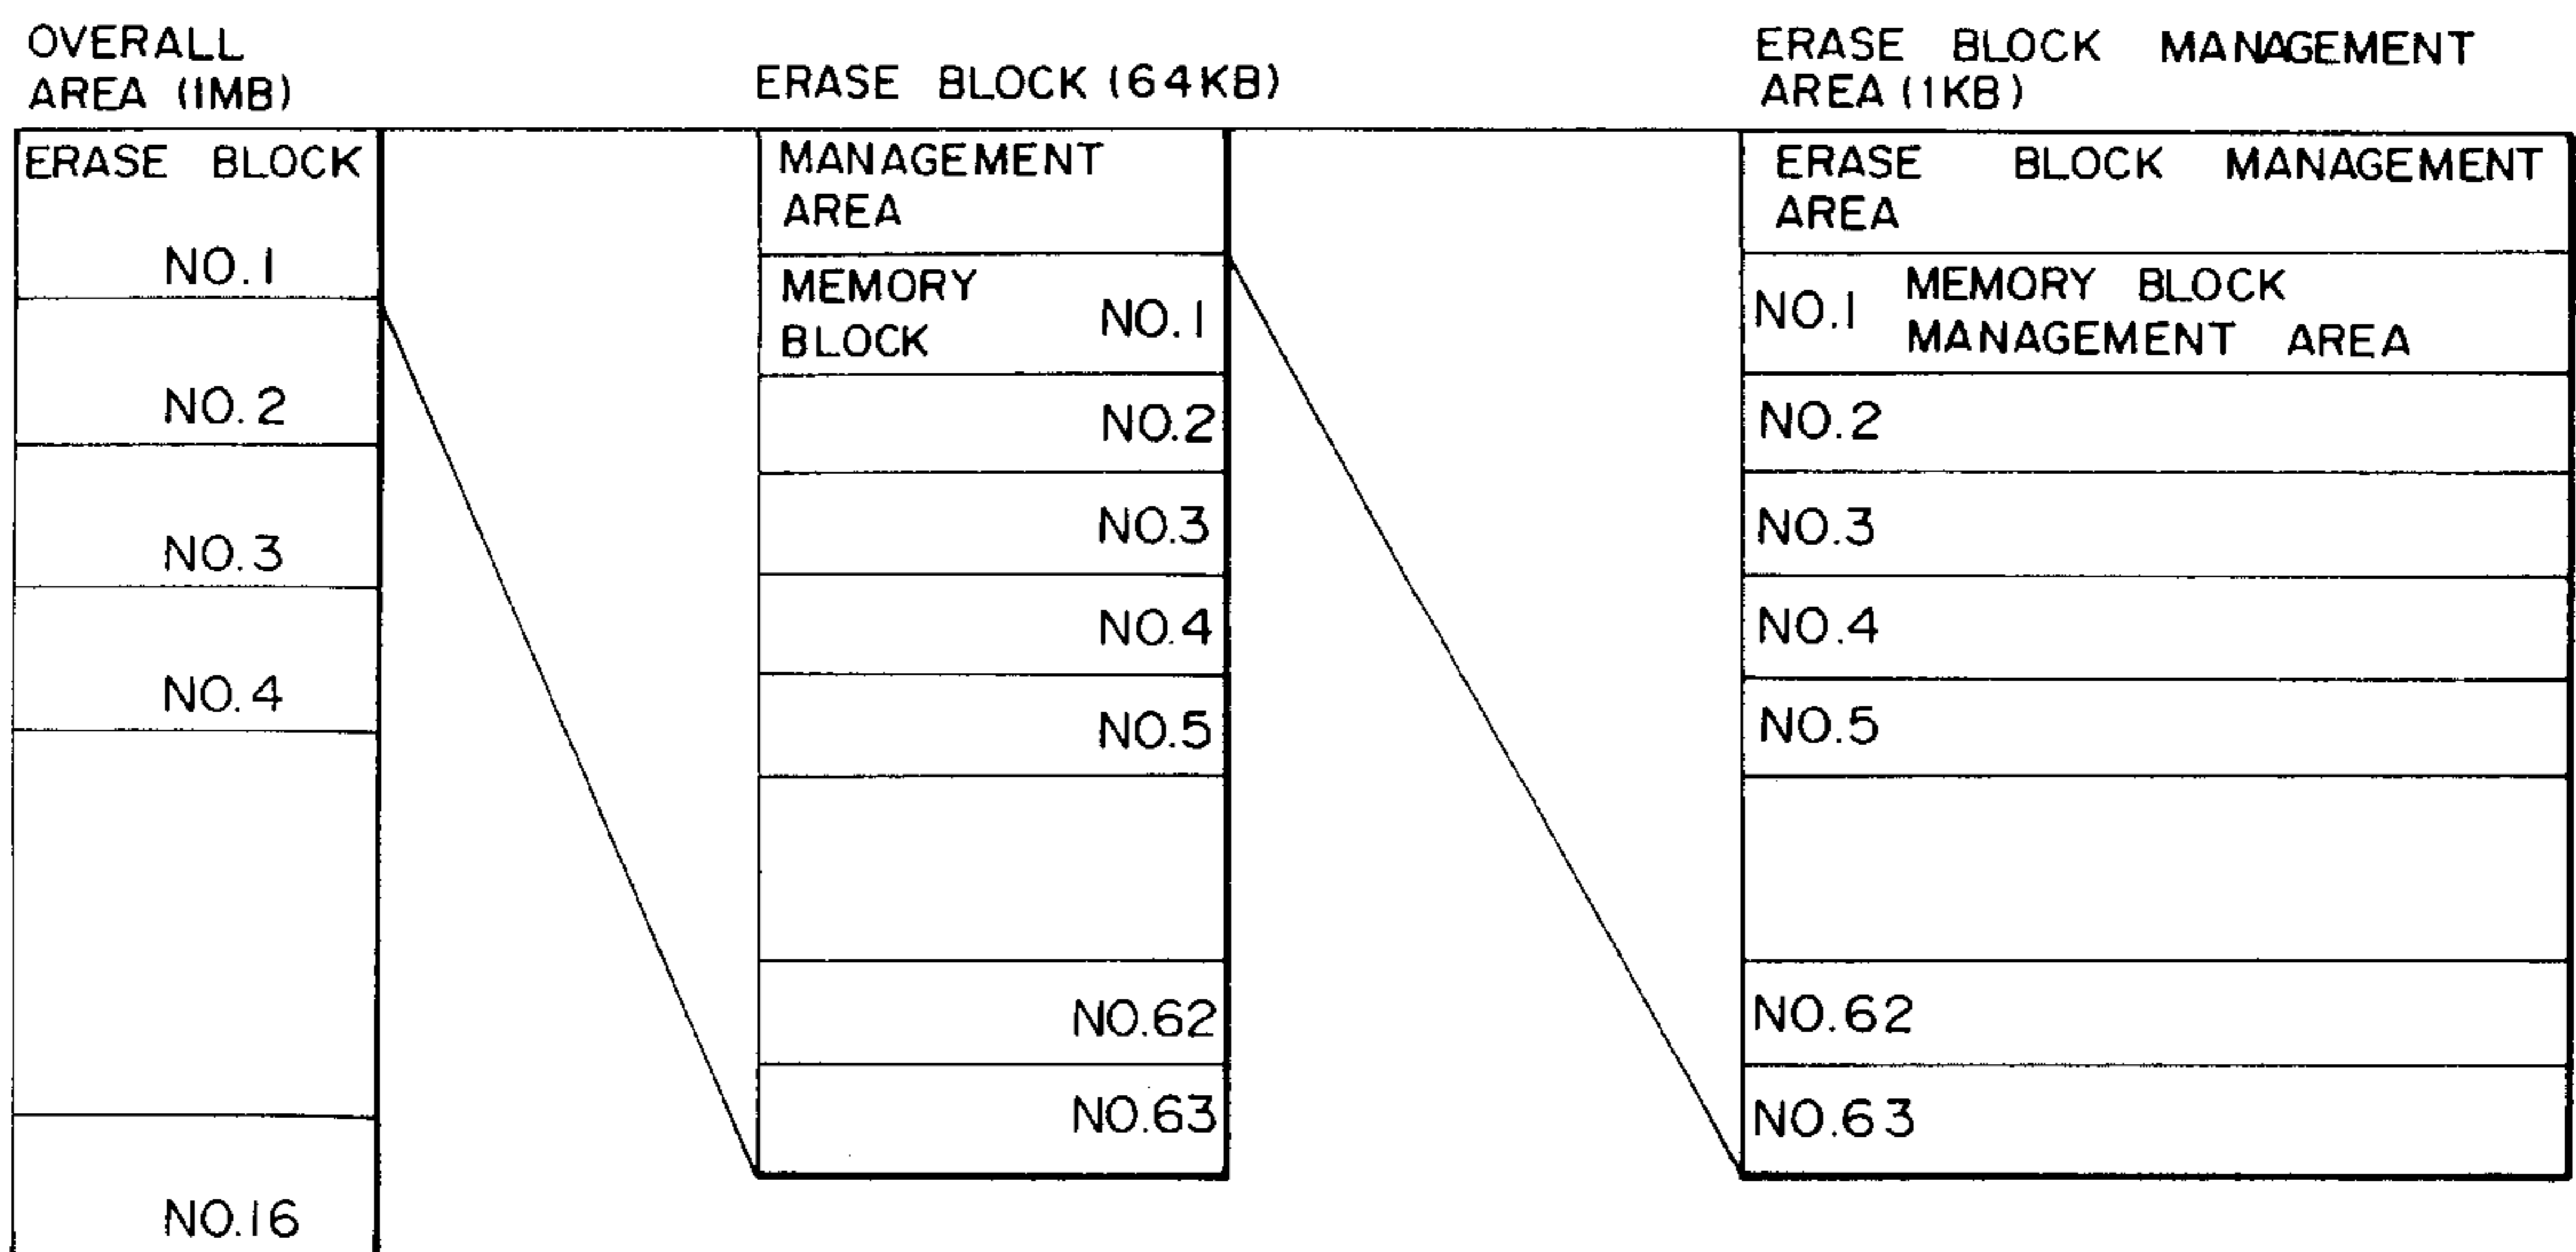 OVERALL
AREA (1MB)
ERASE BLOCK
NO.1
NO.2
NO.3
NO.4
NO.16
ERASE BLOCK (64KB)
MANAGEMENT
AREA
MEMORY
BLOCK NO.1
NO.2
NO.3
NO.4
NO.5
NO.62
NO.63
ERASE BLOCK MANAGEMENT
AREA (1KB)
ERASE BLOCK MANAGEMENT
AREA
NO.1 MEMORY BLOCK
MANAGEMENT AREA
NO.2
NO.3
NO.4
NO.5
NO.62
NO.63